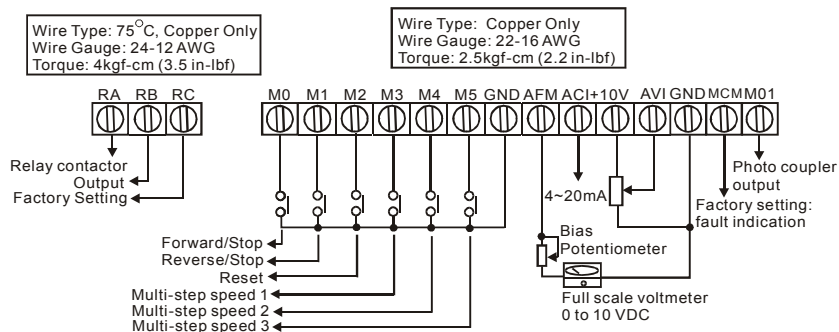 Wire Type: 75°C, Copper Only
Wire Gauge: 24-12 AWG
Torque: 4kgf-cm (3.5 in-lbf)
Wire Type: Copper Only
Wire Gauge: 22-16 AWG
Torque: 2.5kgf-cm (2.2 in-lbf)
RA RB RC
M0 M1 M2 M3 M4 M5 GND AFM ACI +10V AVI GND MCM M01
Relay contactor
Output
Factory Setting
4~20mA
Photo coupler
output
Factory setting:
fault indication
Forward/Stop
Reverse/Stop
Reset
Multi-step speed 1
Multi-step speed 2
Multi-step speed 3
Bias
Potentiometer
Full scale voltmeter
0 to 10 VDC